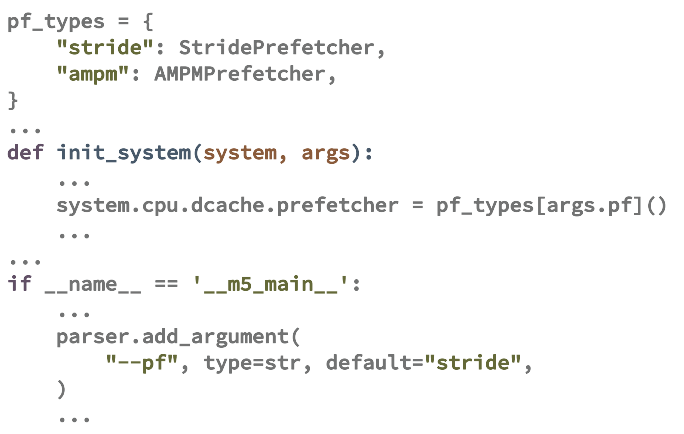 pf_types = {
    "stride": StridePrefetcher,
    "ampm": AMPMPrefetcher,
}
...
def init_system(system, args):
    ...
    system.cpu.dcache.prefetcher = pf_types[args.pf]()
    ...
...
if __name__ == '__m5_main__':
    ...
    parser.add_argument(
        "--pf", type=str, default="stride",
    )
    ...